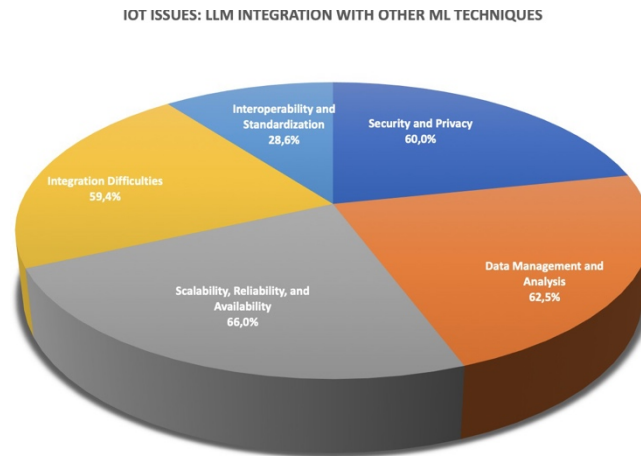 IOT ISSUES: LLM INTEGRATION WITH OTHER ML TECHNIQUES
Interoperability and
Standardization
28,6%
Security and Privacy
60,0%
Integration Difficulties
59,4%
Data Management and
Analysis
62,5%
Scalability, Reliability, and
Availability
66,0%